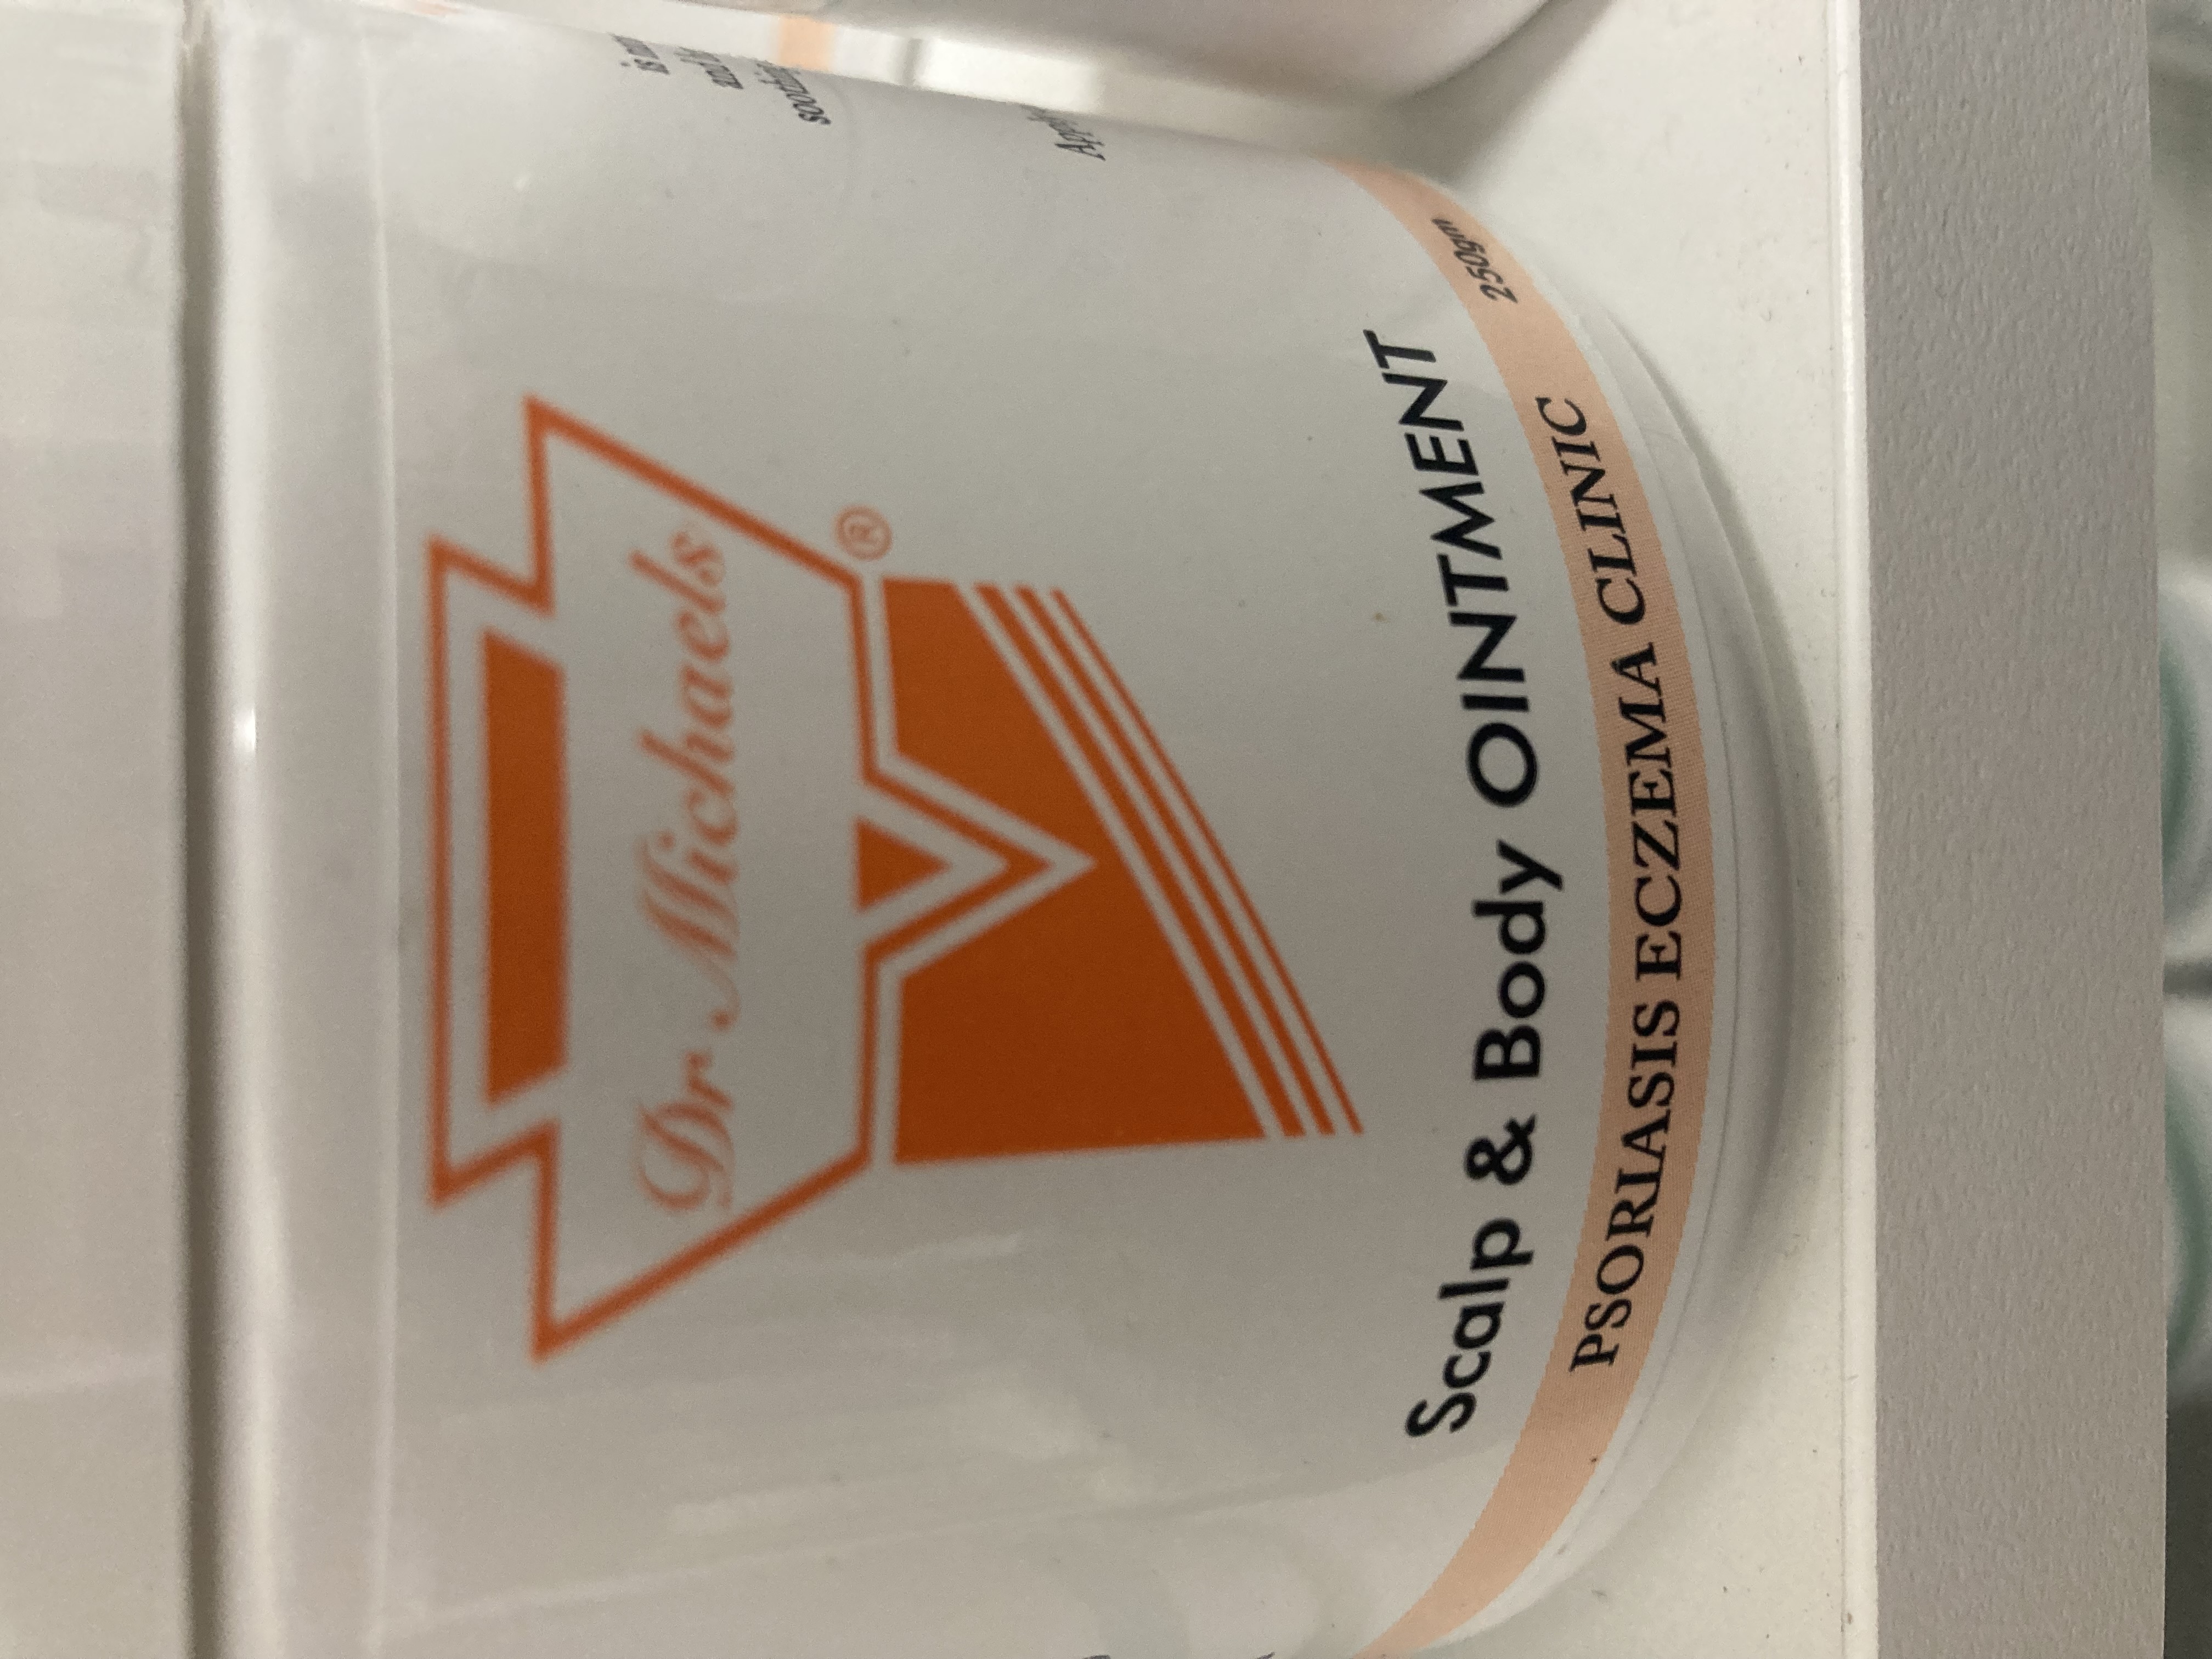 Dr Michaels
®
Scalp & Body OINTMENT
PSORIASIS ECZEMA CLINIC
250gm